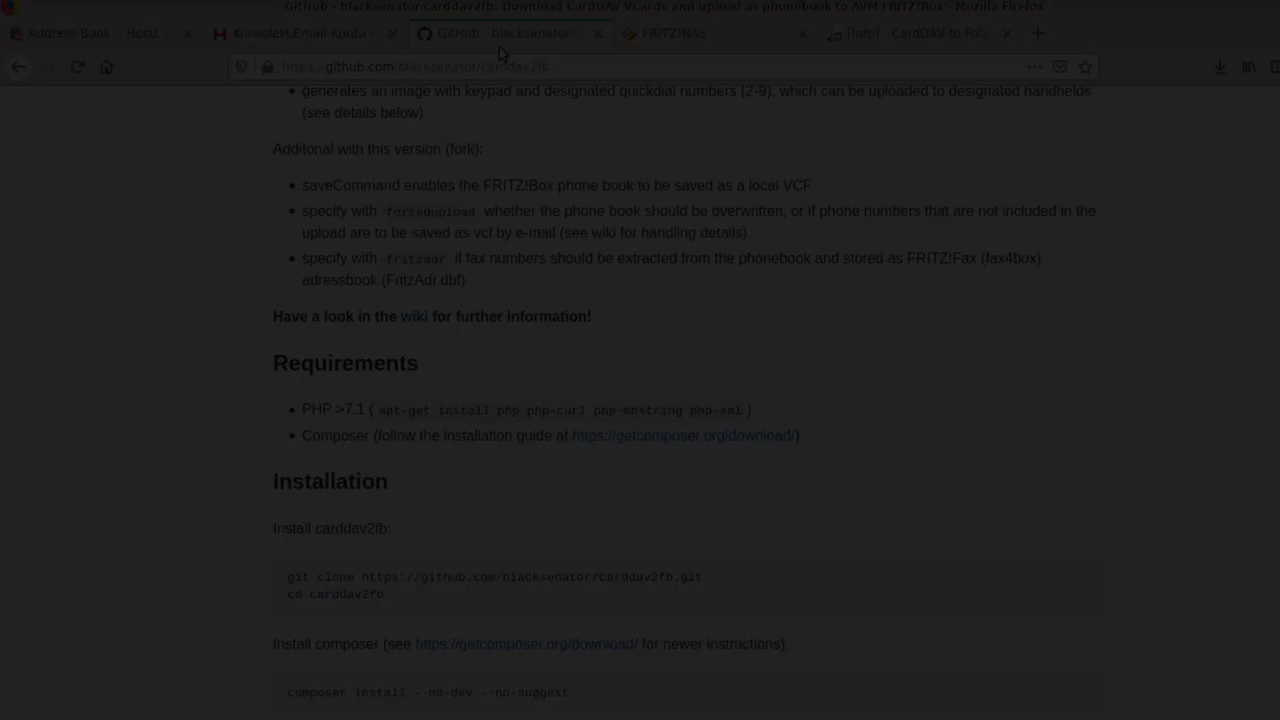 GitHub - blacksenator/carddav2fb: Download CardDAV VCards and upload as phonebook to AVM FRITZ!Box - Mozilla Firefox
Address Book - Horst
KonsoleH:Email-Konto
GitHub - blacksenator
FRITZ!NAS
[Info] - CardDAV to Fritz
https://github.com/blacksenator/carddav2fb
generates an image with keypad and designated quickdial numbers (2-9), which can be uploaded to designated handhelds
(see details below)
Additonal with this version (fork):
saveCommand enables the FRITZ!Box phone book to be saved as a local VCF
specify with forcedupload whether the phone book should be overwritten, or if phone numbers that are not included in the
upload are to be saved as vcf by e-mail (see wiki for handling details).
specify with fritzadr if fax numbers should be extracted from the phonebook and stored as FRITZ!Fax (fax4box)
adressbook (FritzAdr.dbf)
Have a look in the wiki for further information!
Requirements
PHP >7.1 ( apt-get install php php-curl php-mbstring php-xml )
Composer (follow the installation guide at https://getcomposer.org/download/)
Installation
Install carddav2fb:
git clone https://github.com/blacksenator/carddav2fb.git
cd carddav2fb
Install composer (see https://getcomposer.org/download/ for newer instructions):
composer install --no-dev --no-suggest